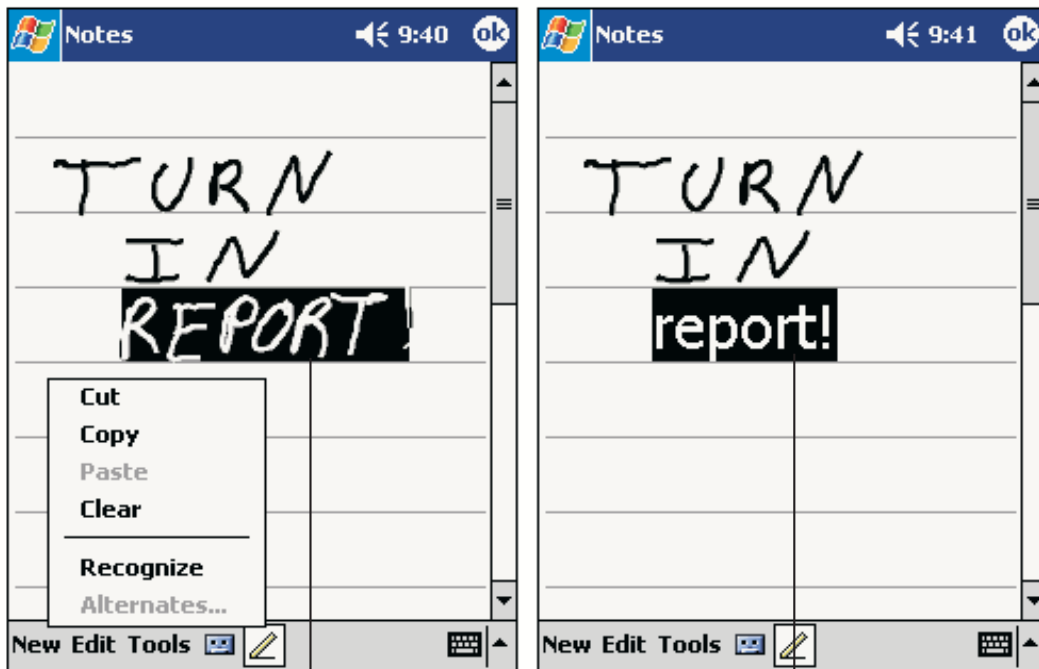 Notes 9:40 ok
TURN
IN
REPORT!
Cut
Copy
Paste
Clear
Recognize
Alternates...
New Edit Tools
Notes 9:41 ok
TURN
IN
report!
New Edit Tools